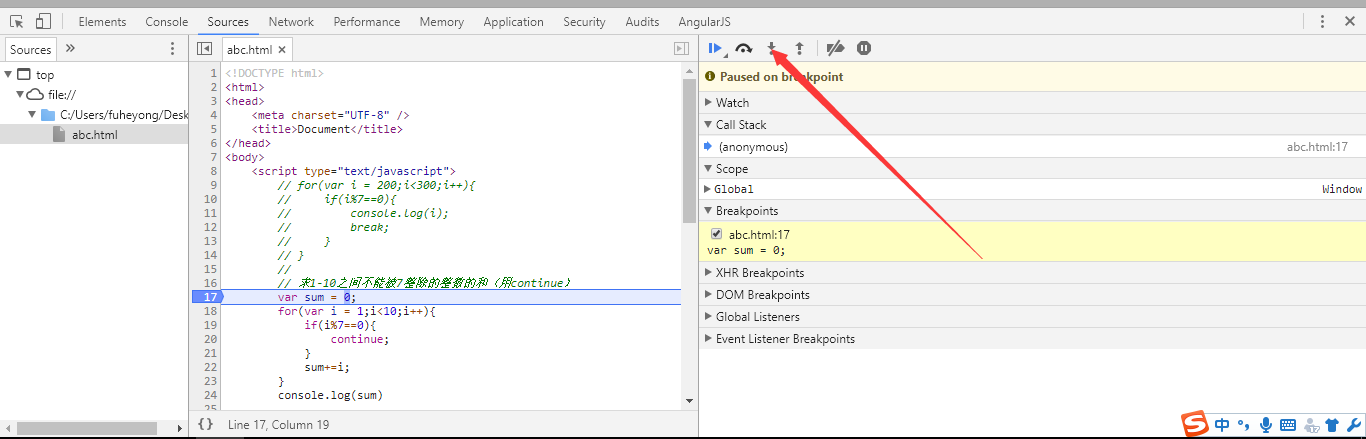 Elements Console Sources Network Performance Memory Application Security Audits AngularJS
Sources
top
file://
C:/Users/fuheyong/Desk
abc.html
abc.html
1 <!DOCTYPE html>
2 <html>
3 <head>
4 <meta charset="UTF-8" />
5 <title>Document</title>
6 </head>
7 <body>
8 <script type="text/javascript">
9 // for(var i = 200;i<300;i++){
10 // if(i%7==0){
11 // console.log(i);
12 // break;
13 // }
14 // }
15 //
16 // 求1-10之间不能被7整除的整数的和（用continue）
17 var sum = 0;
18 for(var i = 1;i<10;i++){
19 if(i%7==0){
20 continue;
21 }
22 sum+=i;
23 }
24 console.log(sum)
25
{} Line 17, Column 19
Paused on breakpoint
Watch
Call Stack
(anonymous) abc.html:17
Scope
Global Window
Breakpoints
abc.html:17
var sum = 0;
XHR Breakpoints
DOM Breakpoints
Global Listeners
Event Listener Breakpoints
S 中